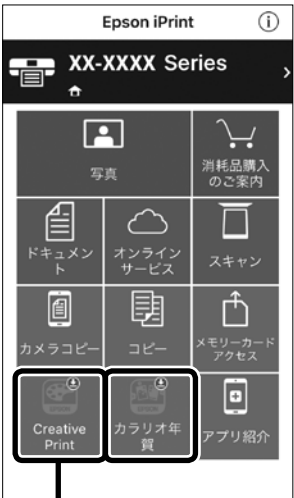 Epson iPrint
XX-XXXX Series
写真
消耗品購入
のご案内
ドキュメン
ト
オンライン
サービス
スキャン
カメラコピー
コピー
メモリーカード
アクセス
EPSON
Creative
Print
EPSON
カラリオ年
賀
アプリ紹介